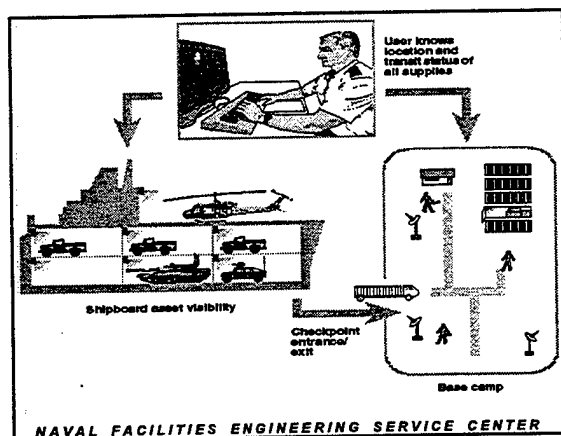 User knows
location and
transit status of
all supplies
Shipboard asset visibility
Checkpoint
entrance/
exit
Base camp
NAVAL FACILITIES ENGINEERING SERVICE CENTER